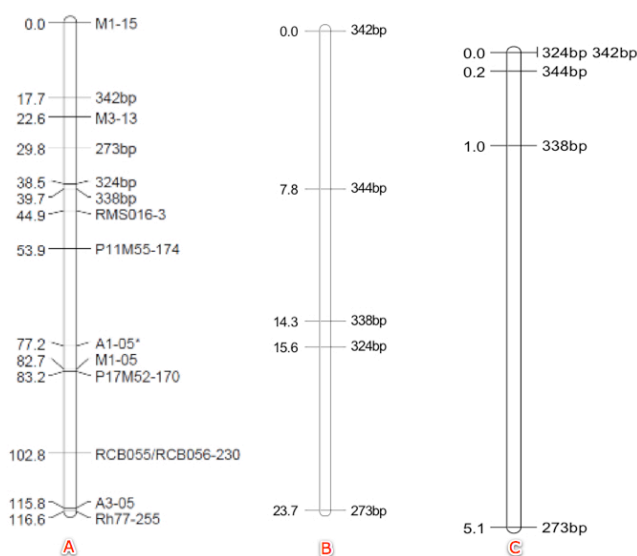 0.0 M1-15
17.7 342bp
22.6 M3-13
29.8 273bp
38.5 324bp
39.7 338bp
44.9 RMS016-3
53.9 P11M55-174
77.2 A1-05*
82.7 M1-05
83.2 P17M52-170
102.8 RCB055/RCB056-230
115.8 A3-05
116.6 Rh77-255
A
0.0 342bp
7.8 344bp
14.3 338bp
15.6 324bp
23.7 273bp
B
0.0 324bp 342bp
0.2 344bp
1.0 338bp
5.1 273bp
C